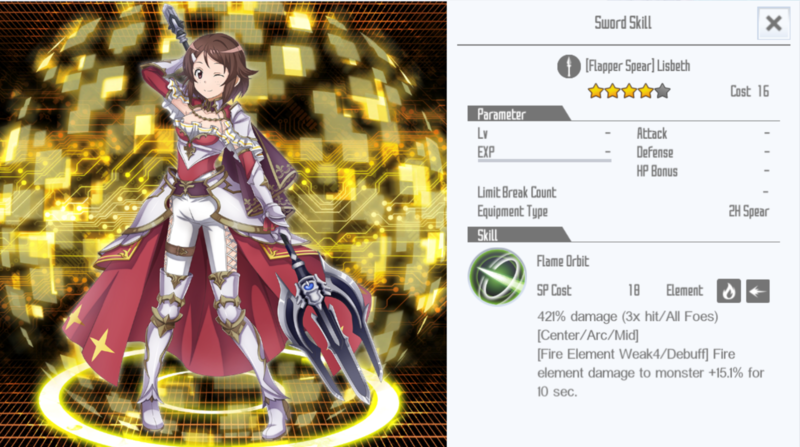 Sword Skill
[Flapper Spear] Lisbeth
Cost 16
Parameter
Lv - Attack -
EXP - Defense -
HP Bonus -
Limit Break Count -
Equipment Type 2H Spear
Skill
Flame Orbit
SP Cost 18 Element
421% damage (3x hit/All Foes)
[Center/Arc/Mid]
[Fire Element Weak4/Debuff] Fire
element damage to monster +15.1% for
10 sec.